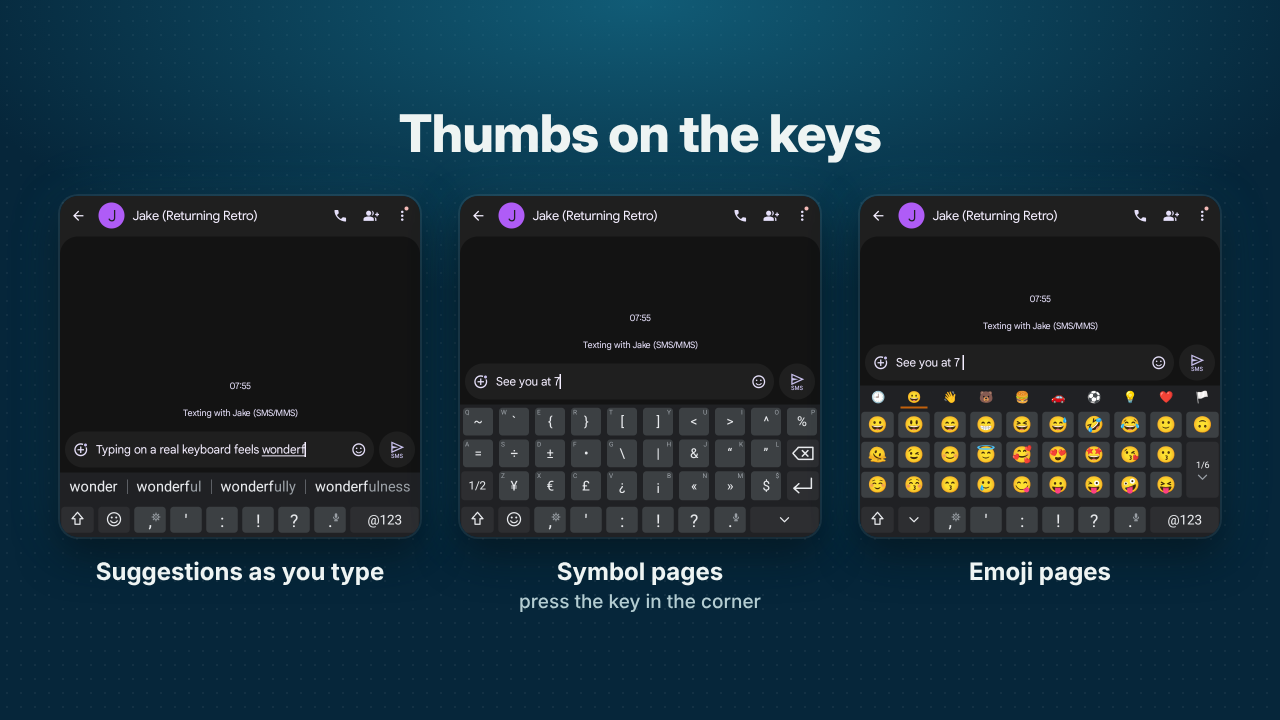 Thumbs on the keys
J Jake (Returning Retro)
07:55
Texting with Jake (SMS/MMS)
Typing on a real keyboard feels wonderf
SMS
wonder wonderful wonderfully wonderfulness
, ' : ! ? . @123
Suggestions as you type
J Jake (Returning Retro)
07:55
Texting with Jake (SMS/MMS)
See you at 7
SMS
Q ~ W ` E { R } T [ Y ] U < I > O ^ P %
A = S ÷ D ± F • G \ H | J & K “ L ”
1/2 Z ¥ X € C £ V ¿ B ¡ N « M » $
, ' : ! ? .
Symbol pages
press the key in the corner
J Jake (Returning Retro)
07:55
Texting with Jake (SMS/MMS)
See you at 7
SMS
1/6
, ' : ! ? . @123
Emoji pages